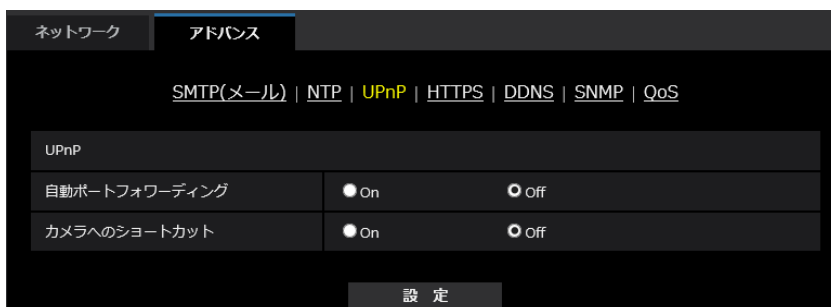 ネットワーク アドバンス
SMTP(メール) | NTP | UPnP | HTTPS | DDNS | SNMP | QoS
UPnP
自動ポートフォワーディング On Off
カメラへのショートカット On Off
設 定